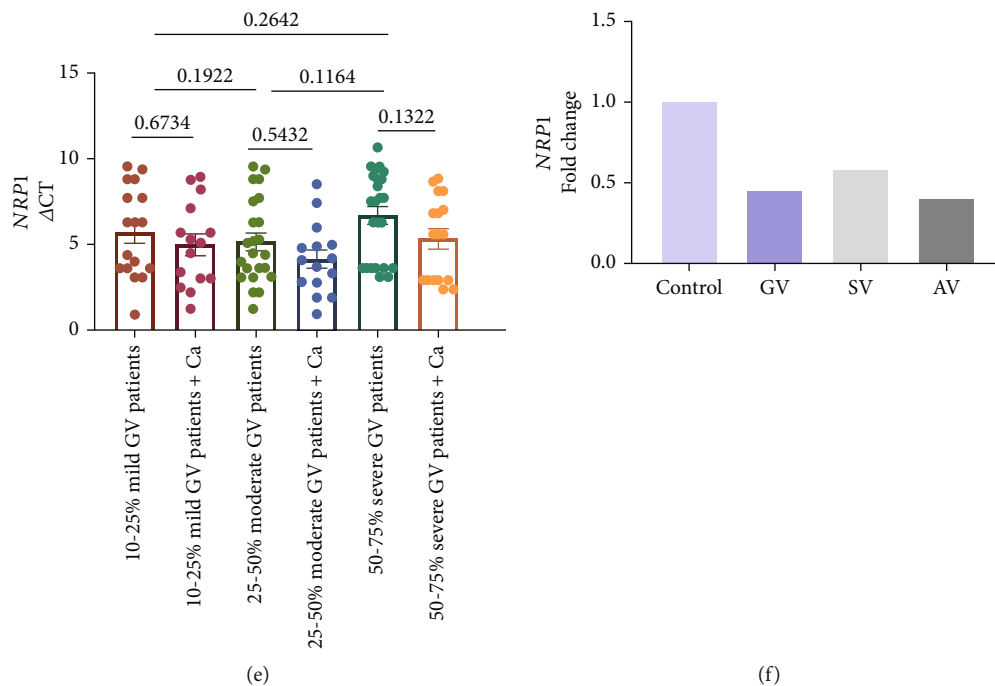 0.2642
0.1922
0.1164
0.6734
0.5432
0.1322
NRP1
ΔCT
15
10
5
0
10-25% mild GV patients
10-25% mild GV patients + Ca
25-50% moderate GV patients
25-50% moderate GV patients + Ca
50-75% severe GV patients
50-75% severe GV patients + Ca
(e)
NRP1
Fold change
1.5
1.0
0.5
0.0
Control GV SV AV
(f)